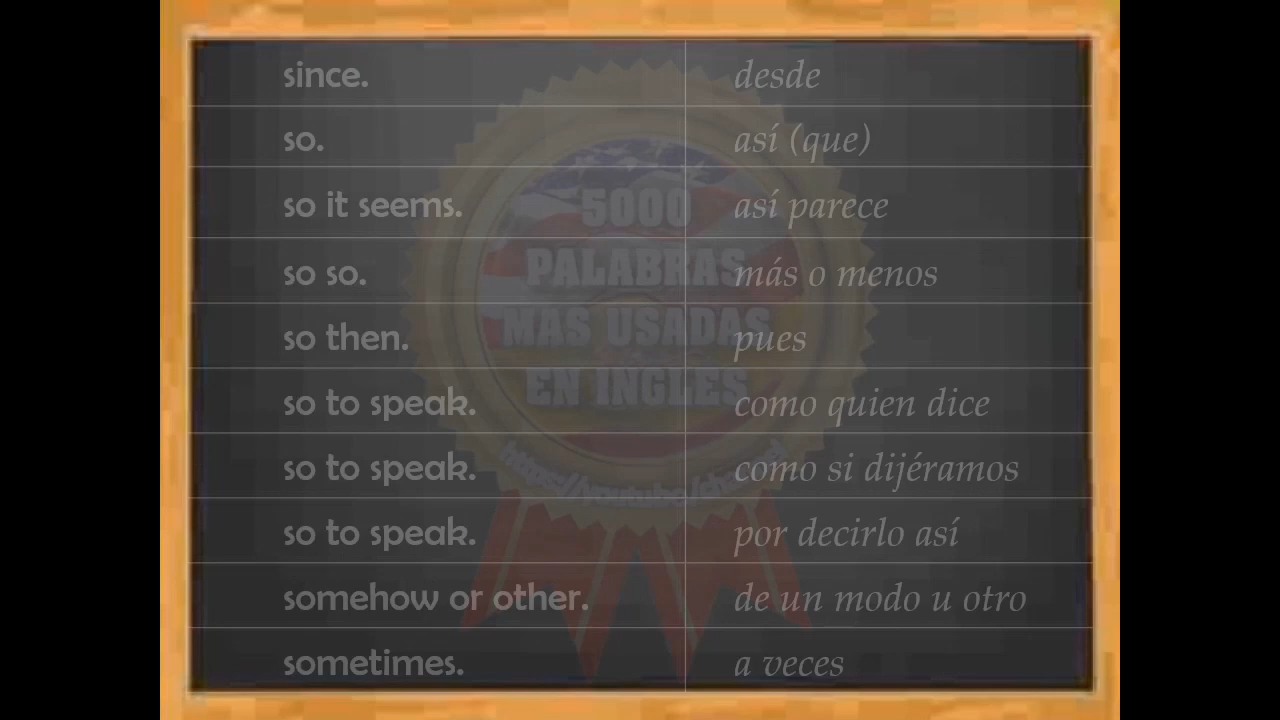 since. desde
so. así (que)
so it seems. así parece
so so. más o menos
so then. pues
so to speak. como quien dice
so to speak. como si dijéramos
so to speak. por decirlo así
somehow or other. de un modo u otro
sometimes. a veces
5000
PALABRAS
MAS USADAS
EN INGLES